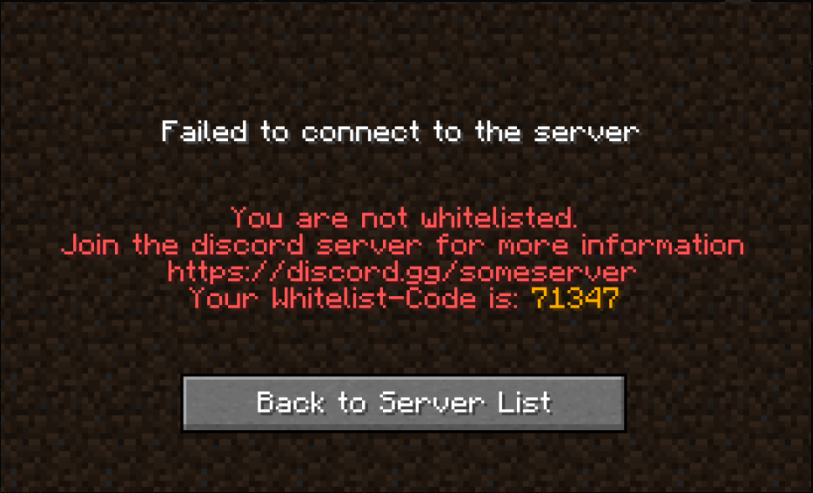 Failed to connect to the server
You are not whitelisted.
Join the discord server for more information
https://discord.gg/someserver
Your Whitelist-Code is: 71347
Back to Server List